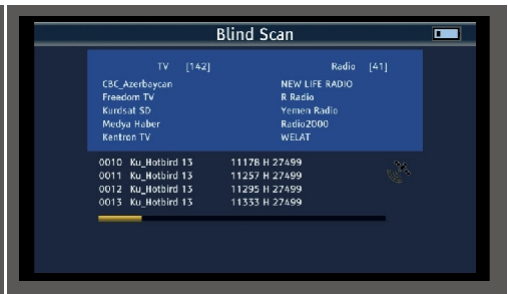 Blind Scan
TV [142] Radio [41]
CBC_Azerbaycan NEW LIFE RADIO
Freedom TV R Radio
Kurdsat SD Yemen Radio
Medya Haber Radio2000
Kentron TV WELAT
0010 Ku_Hotbird 13 11178 H 27499
0011 Ku_Hotbird 13 11257 H 27499
0012 Ku_Hotbird 13 11295 H 27499
0013 Ku_Hotbird 13 11333 H 27499